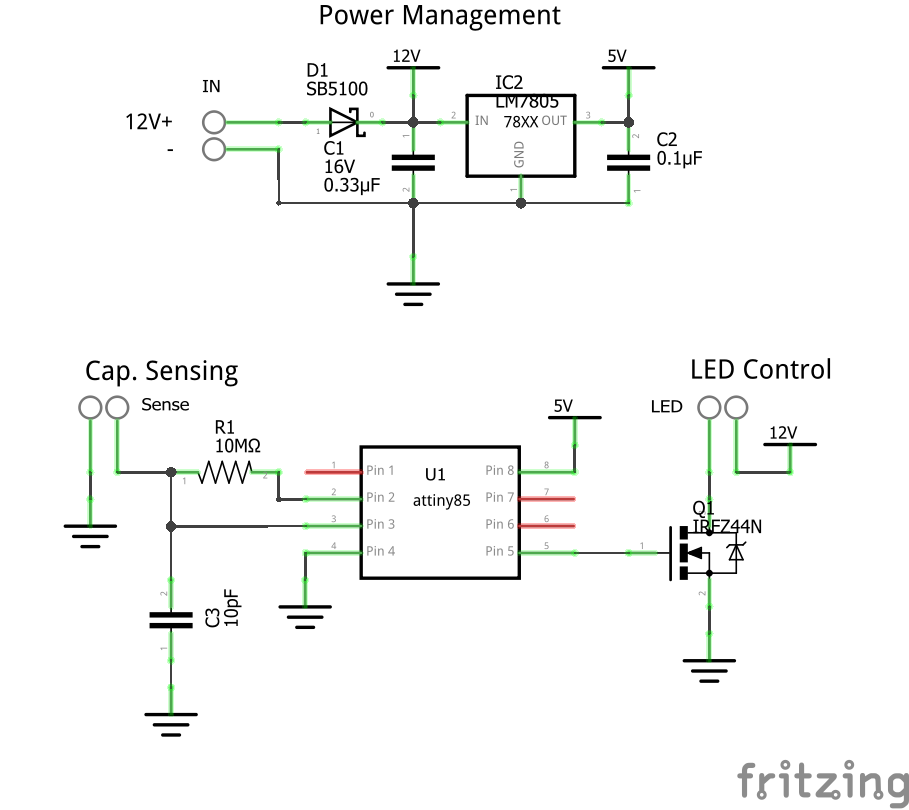 Power Management
12V
5V
IN
D1
SB5100
IC2
LM7805
12V+
-
1
0
2
IN
78XX
OUT
3
GND
1
1
2
C1
16V
0.33µF
2
1
C2
0.1µF
Cap. Sensing
LED Control
Sense
LED
5V
12V
R1
10MΩ
1
2
U1
attiny85
1
Pin 1
2
Pin 2
3
Pin 3
4
Pin 4
Pin 8
8
Pin 7
7
Pin 6
6
Pin 5
5
Q1
IRFZ44N
1
2
2
1
C3
10pF
fritzing